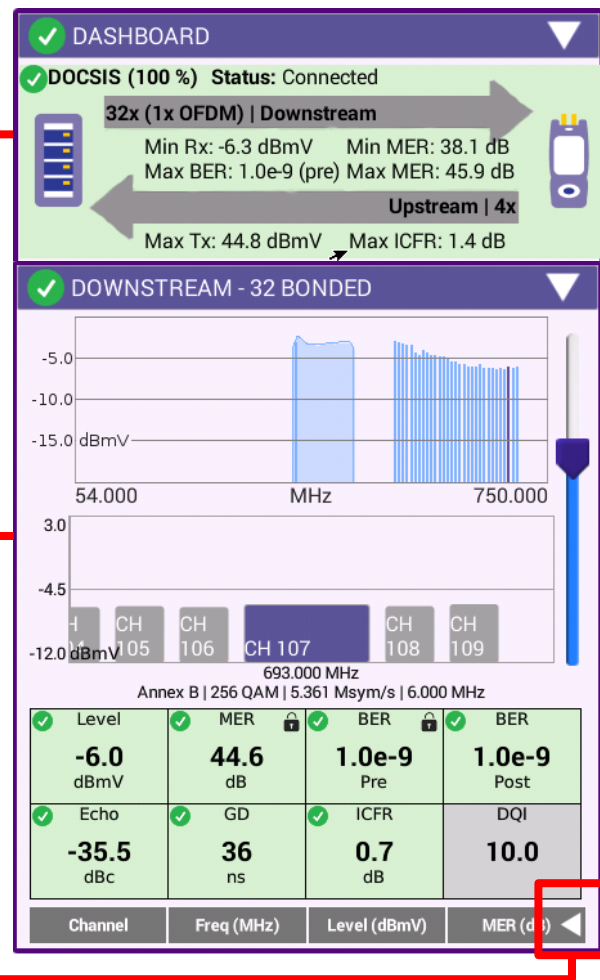 DASHBOARD
DOCSIS (100 %) Status: Connected
32x (1x OFDM) | Downstream
Min Rx: -6.3 dBmV Min MER: 38.1 dB
Max BER: 1.0e-9 (pre) Max MER: 45.9 dB
Upstream | 4x
Max Tx: 44.8 dBmV Max ICFR: 1.4 dB
DOWNSTREAM - 32 BONDED
-5.0
-10.0
-15.0 dBmV
54.000 MHz 750.000
3.0
-4.5
CH 105
CH 106
CH 107
CH 108
CH 109
-12.0 dBmV
693.000 MHz
Annex B | 256 QAM | 5.361 Msym/s | 6.000 MHz
Level MER BER BER
-6.0 44.6 1.0e-9 1.0e-9
dBmV dB Pre Post
Echo GD ICFR DQI
-35.5 36 0.7 10.0
dBc ns dB
Channel Freq (MHz) Level (dBmV) MER (dB)